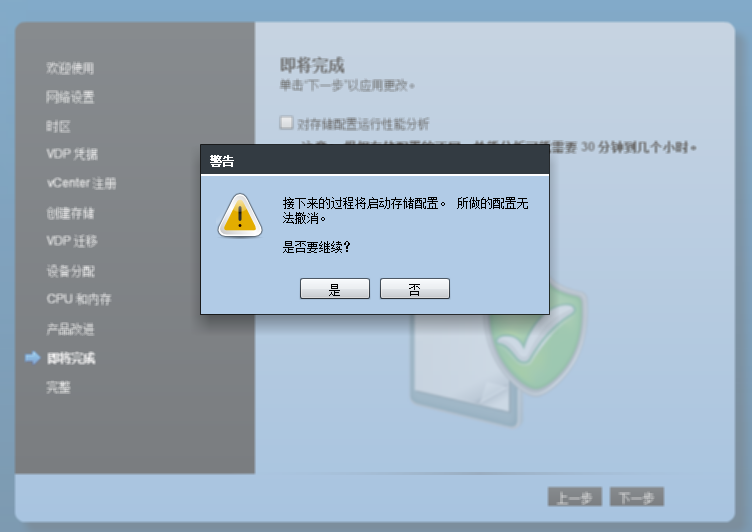 欢迎使用
网络设置
时区
VDP 凭据
vCenter 注册
创建存储
VDP 迁移
设备分配
CPU 和内存
产品改进
即将完成
完整
即将完成
单击"下一步"以应用更改。
对存储配置运行性能分析
需要 30 分钟到几个小时。
警告
接下来的过程将启动存储配置。 所做的配置无
法撤消。
是否要继续?
是
否
上一步
下一步